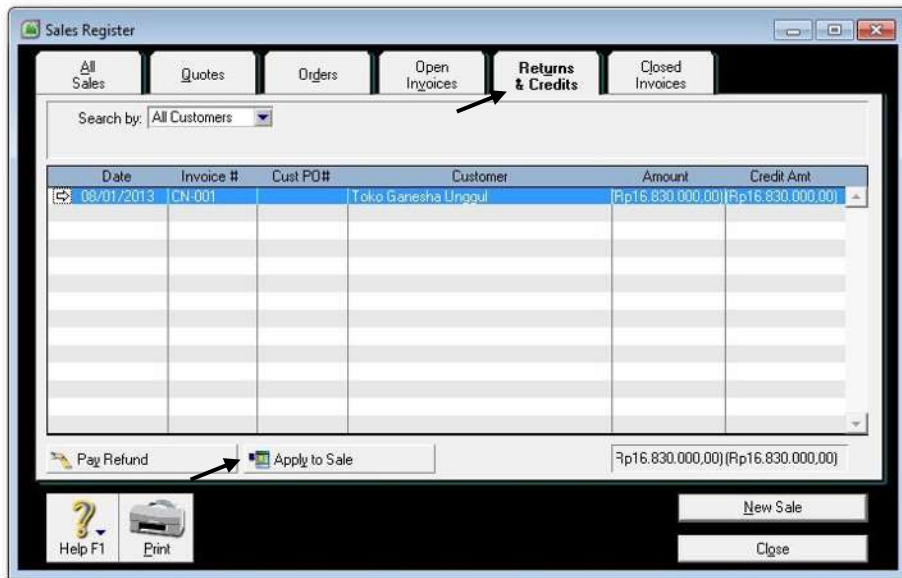 Sales Register
All Sales
Quotes
Orders
Open Invoices
Returns & Credits
Closed Invoices
Search by: All Customers
Date Invoice # Cust PO# Customer Amount Credit Amt
08/01/2013 CN-001 Toko Ganesha Unggul (Rp16.830.000,00) (Rp16.830.000,00)
Pay Refund Apply to Sale Rp16.830.000,00) (Rp16.830.000,00)
New Sale
Help F1 Print Close